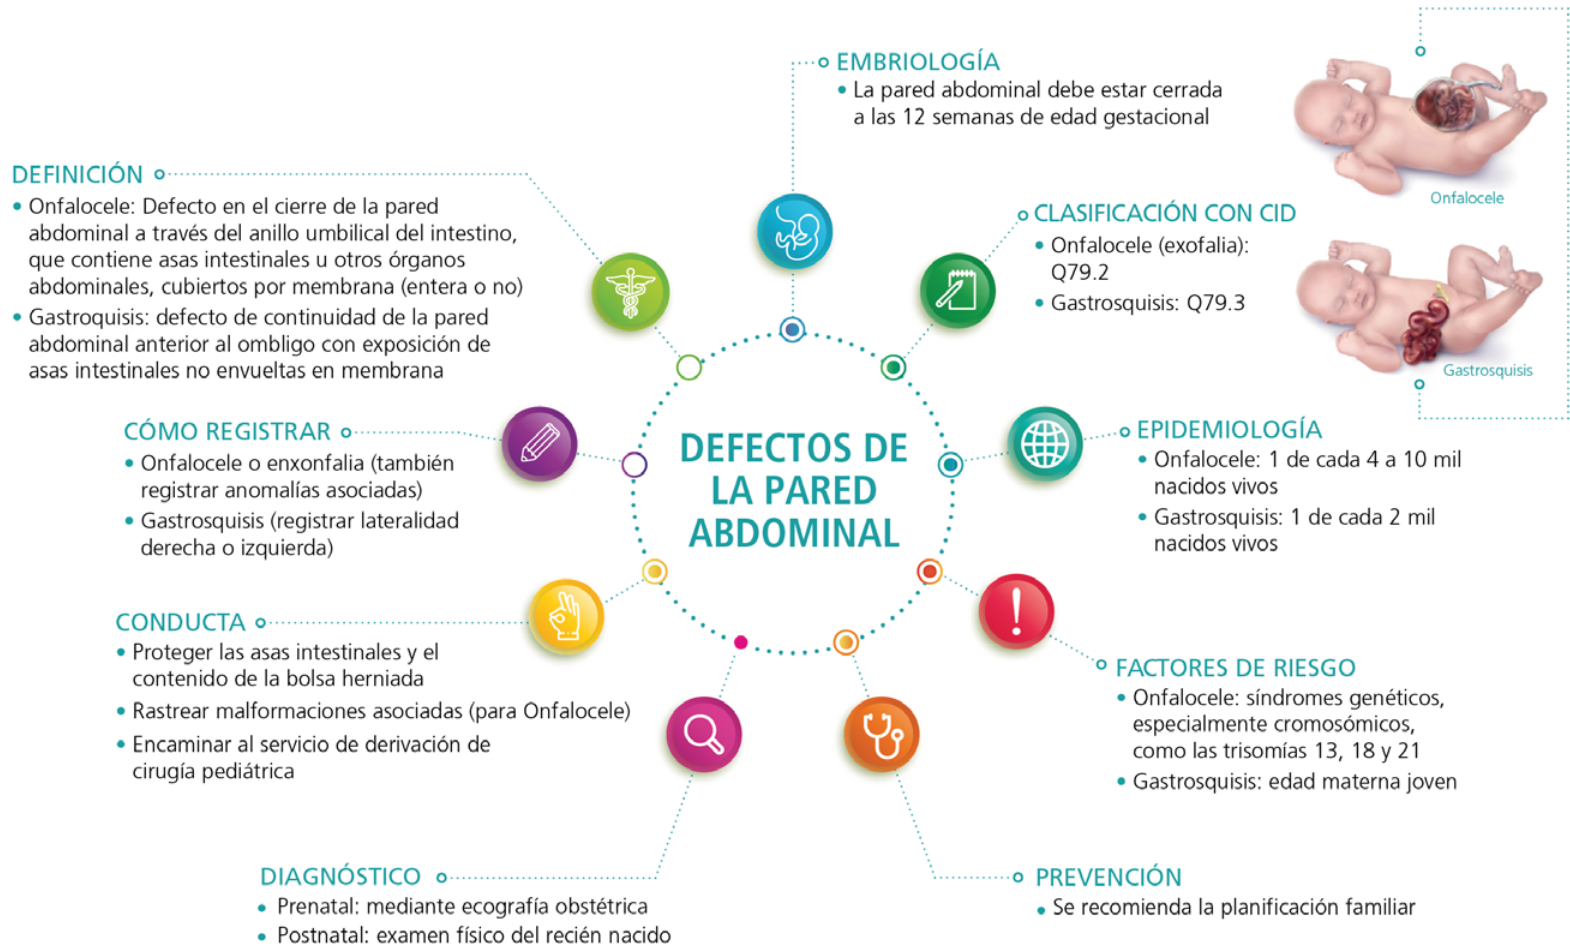 EMBRIOLOGÍA
• La pared abdominal debe estar cerrada
a las 12 semanas de edad gestacional
Onfalocele
DEFINICIÓN
• Onfalocele: Defecto en el cierre de la pared
abdominal a través del anillo umbilical del intestino,
que contiene asas intestinales u otros órganos
abdominales, cubiertos por membrana (entera o no)
• Gastroquisis: defecto de continuidad de la pared
abdominal anterior al ombligo con exposición de
asas intestinales no envueltas en membrana
CLASIFICACIÓN CON CID
• Onfalocele (exofalia):
Q79.2
• Gastrosquisis: Q79.3
Gastrosquisis
DEFECTOS DE
LA PARED
ABDOMINAL
CÓMO REGISTRAR
• Onfalocele o enxonfalia (también
registrar anomalías asociadas)
• Gastrosquisis (registrar lateralidad
derecha o izquierda)
EPIDEMIOLOGÍA
• Onfalocele: 1 de cada 4 a 10 mil
nacidos vivos
• Gastrosquisis: 1 de cada 2 mil
nacidos vivos
CONDUCTA
• Proteger las asas intestinales y el
contenido de la bolsa herniada
• Rastrear malformaciones asociadas (para Onfalocele)
• Encaminar al servicio de derivación de
cirugía pediátrica
FACTORES DE RIESGO
• Onfalocele: síndromes genéticos,
especialmente cromosómicos,
como las trisomías 13, 18 y 21
• Gastrosquisis: edad materna joven
DIAGNÓSTICO
• Prenatal: mediante ecografía obstétrica
• Postnatal: examen físico del recién nacido
PREVENCIÓN
• Se recomienda la planificación familiar